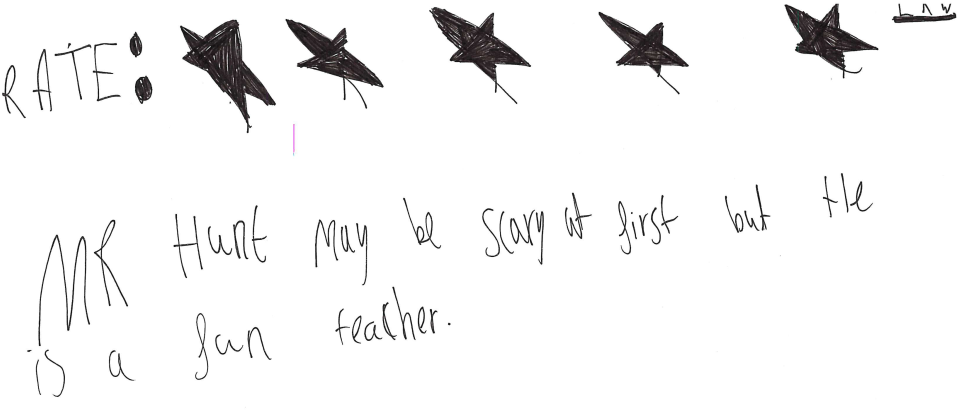 RATE:
MR Hunt may be scary at first but He
is a fun teacher.